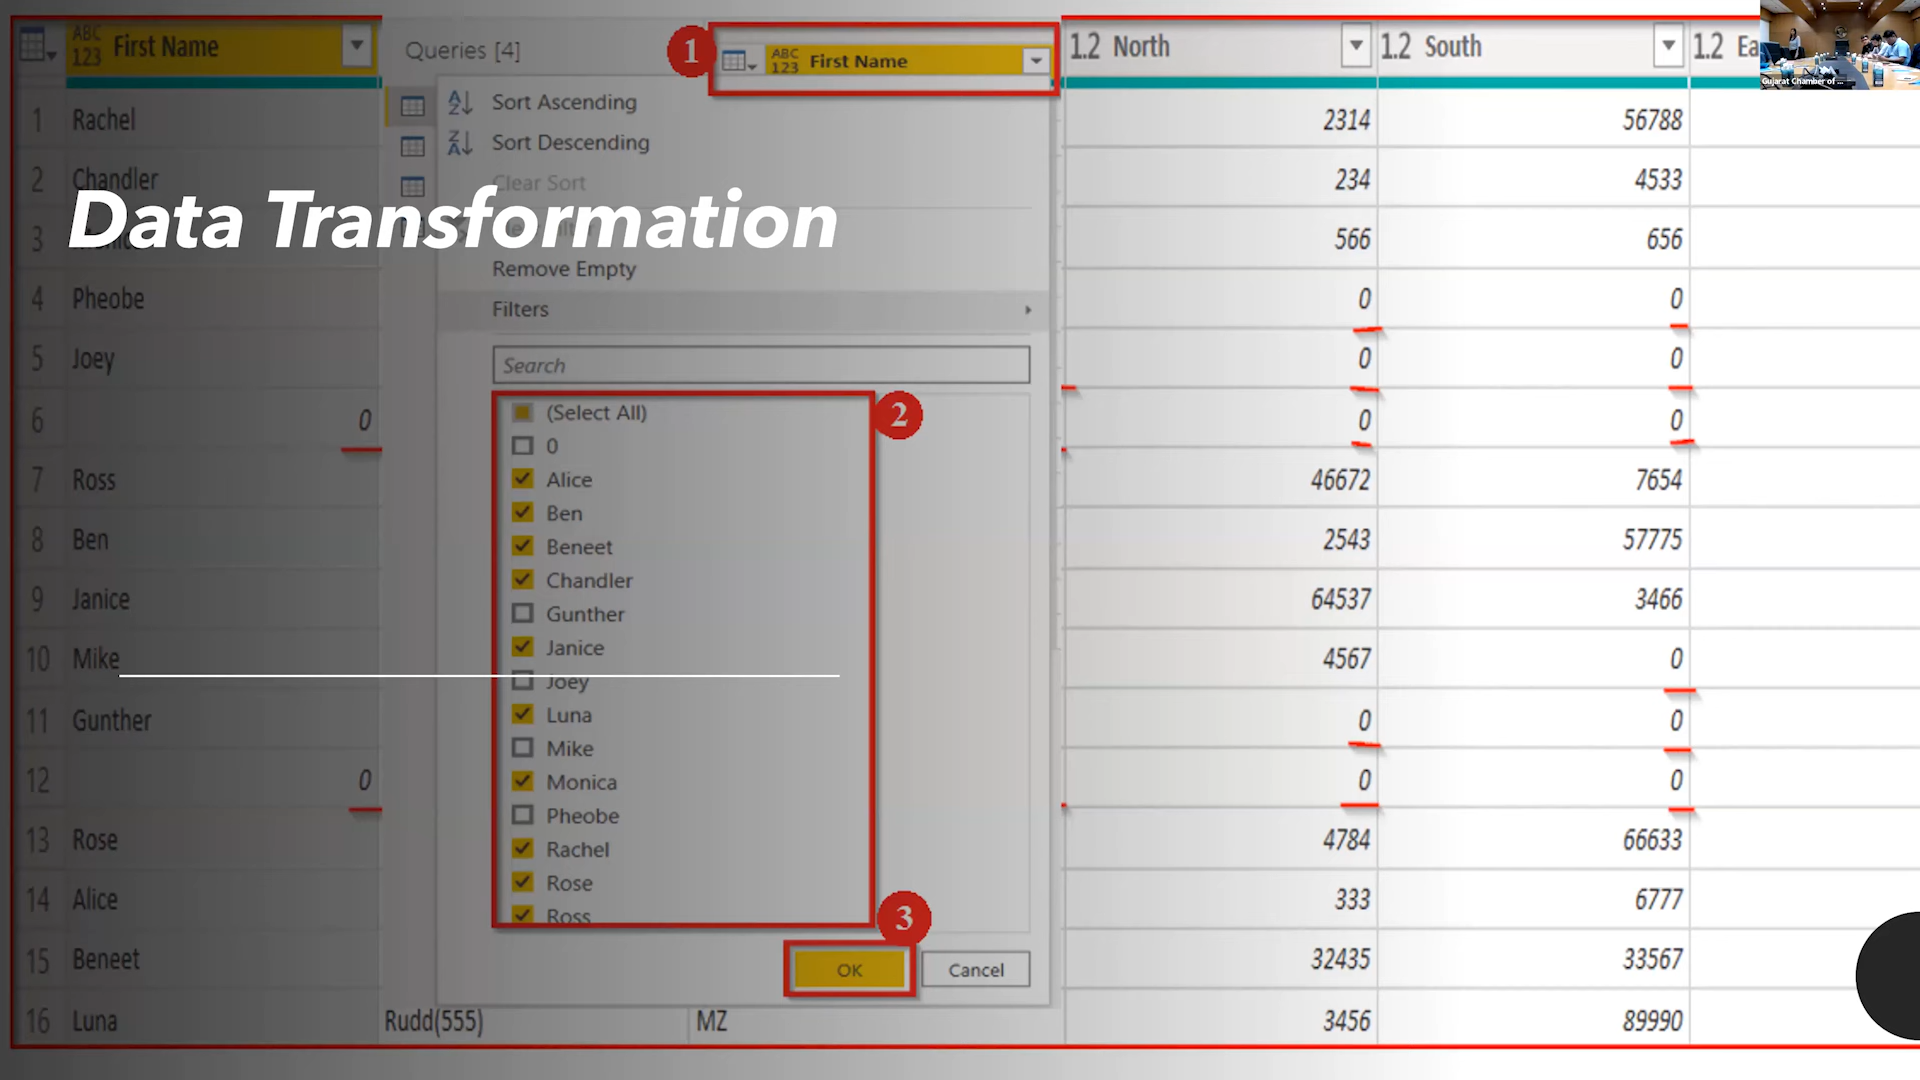 ABC
123 First Name
Queries [4]
1
ABC
123 First Name
1.2 North
1.2 South
1.2 Ea
Gujarat Chamber of ...
Sort Ascending
Sort Descending
Clear Sort
Data Transformation
Remove Empty
Filters
Search
2
(Select All)
0
Alice
Ben
Beneet
Chandler
Gunther
Janice
Joey
Luna
Mike
Monica
Pheobe
Rachel
Rose
Ross
3
OK
Cancel
1 Rachel 2314 56788
2 Chandler 234 4533
3 566 656
4 Pheobe 0 0
5 Joey 0 0
6 0 0 0
7 Ross 46672 7654
8 Ben 2543 57775
9 Janice 64537 3466
10 Mike 4567 0
11 Gunther 0 0
12 0 0 0
13 Rose 4784 66633
14 Alice 333 6777
15 Beneet 32435 33567
16 Luna Rudd(555) MZ 3456 89990